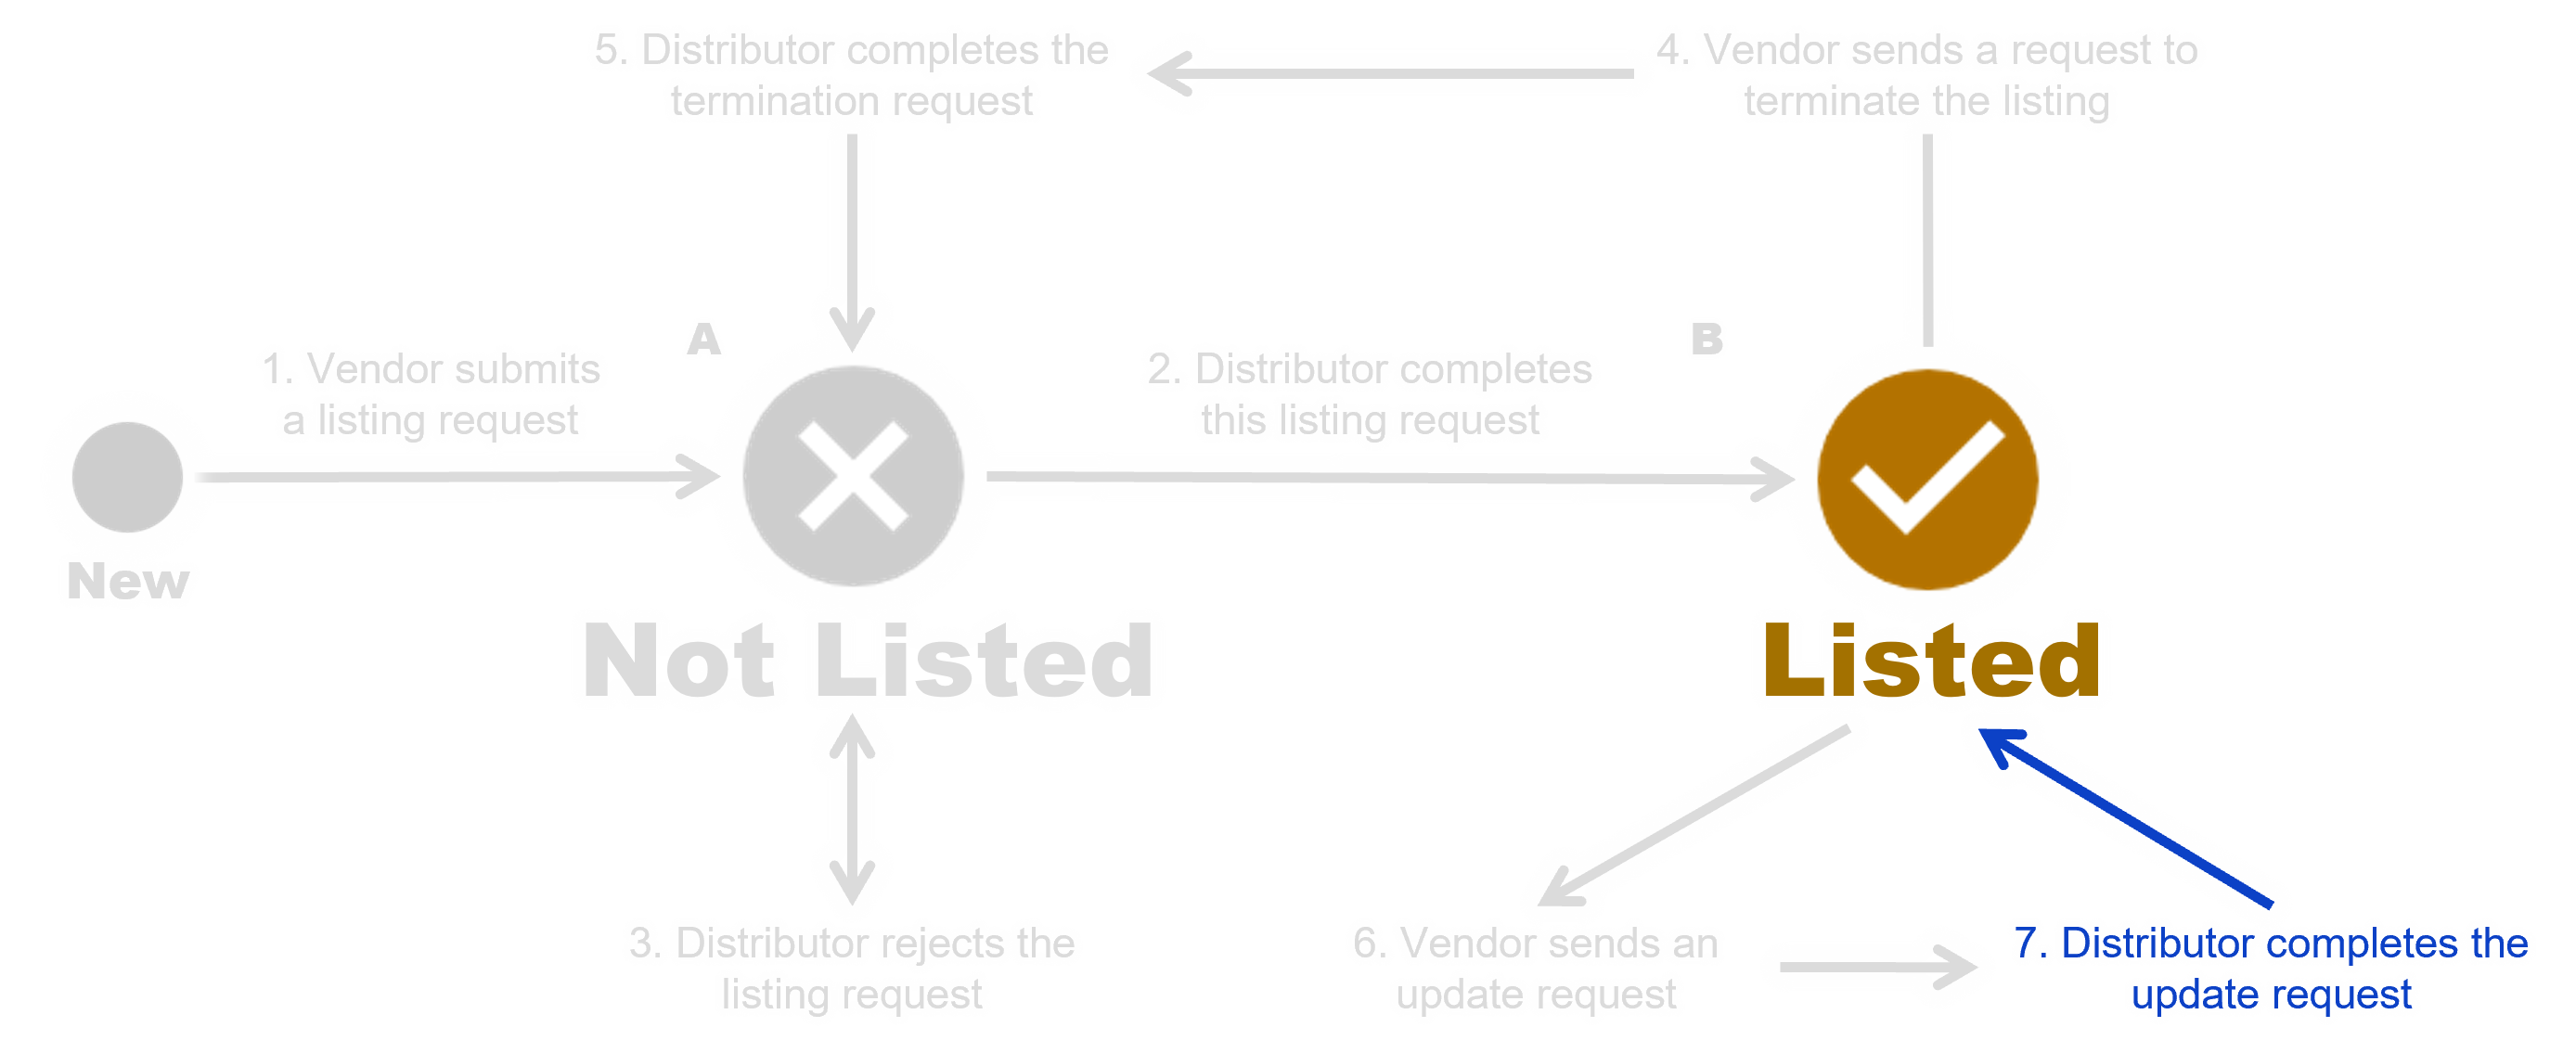 5. Distributor completes the
termination request
4. Vendor sends a request to
terminate the listing
A
B
1. Vendor submits
a listing request
2. Distributor completes
this listing request
New
Not Listed
Listed
3. Distributor rejects the
listing request
6. Vendor sends an
update request
7. Distributor completes the
update request